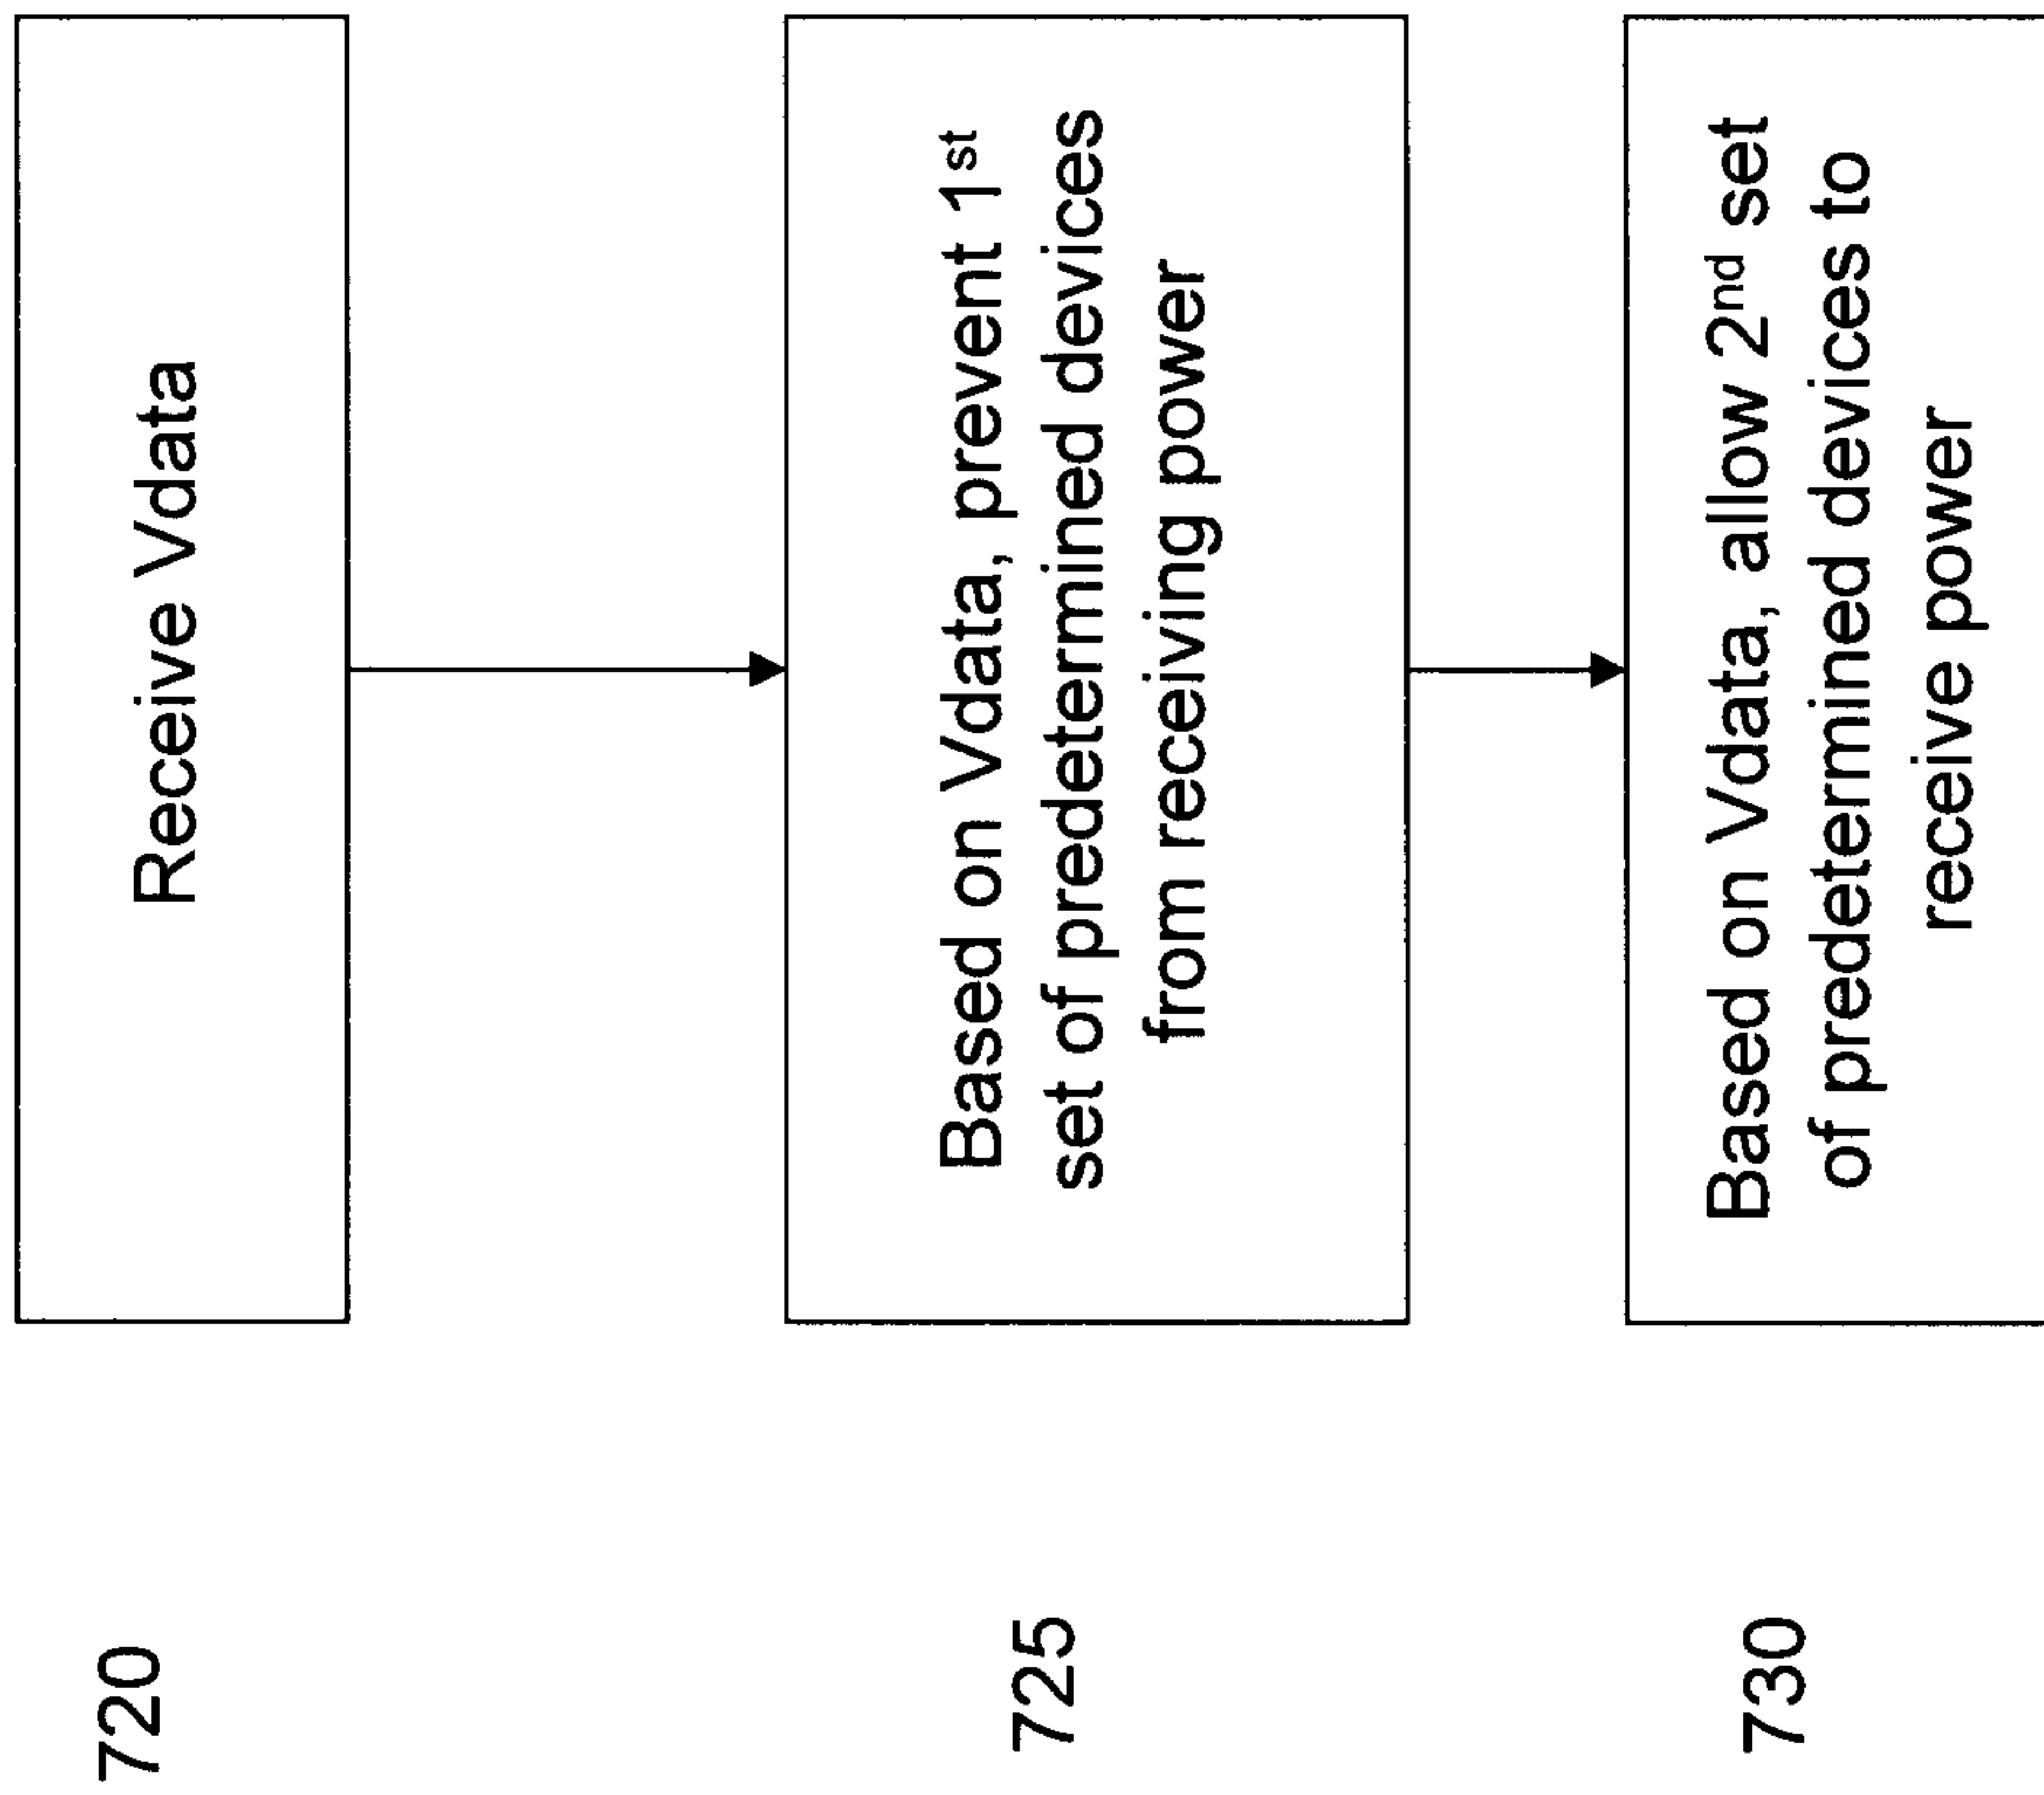 720
Receive Vdata
725
Based on Vdata, prevent 1st
set of predetermined devices
from receiving power
730
Based on Vdata, allow 2nd set
of predetermined devices to
receive power